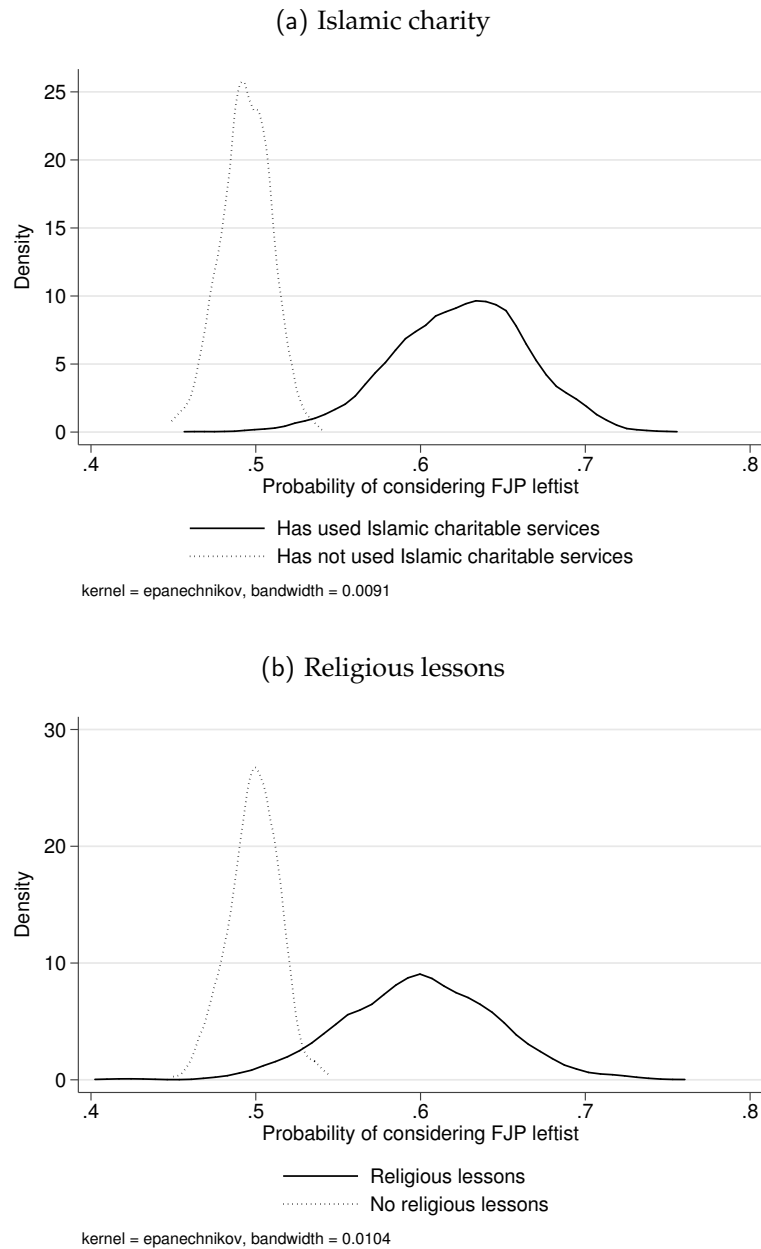 (a) Islamic charity
25
20
15
10
5
0
Density
.4 .5 .6 .7 .8
Probability of considering FJP leftist
Has used Islamic charitable services
Has not used Islamic charitable services
kernel = epanechnikov, bandwidth = 0.0091
(b) Religious lessons
30
20
10
0
Density
.4 .5 .6 .7 .8
Probability of considering FJP leftist
Religious lessons
No religious lessons
kernel = epanechnikov, bandwidth = 0.0104